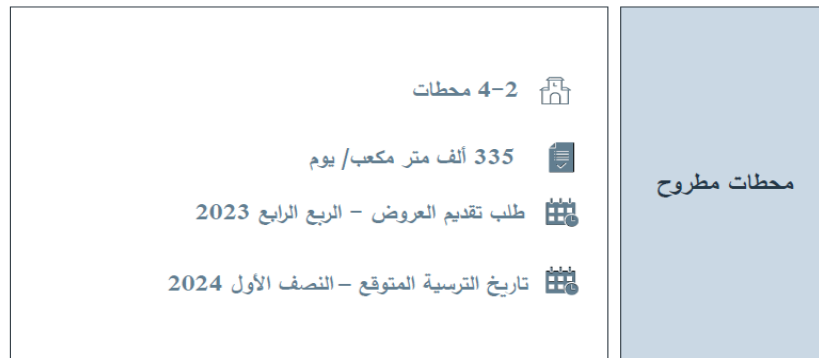 محطات مطروح
4-2 محطات
335 ألف متر مكعب/ يوم
طلب تقديم العروض – الربع الرابع 2023
تاريخ الترسية المتوقع – النصف الأول 2024